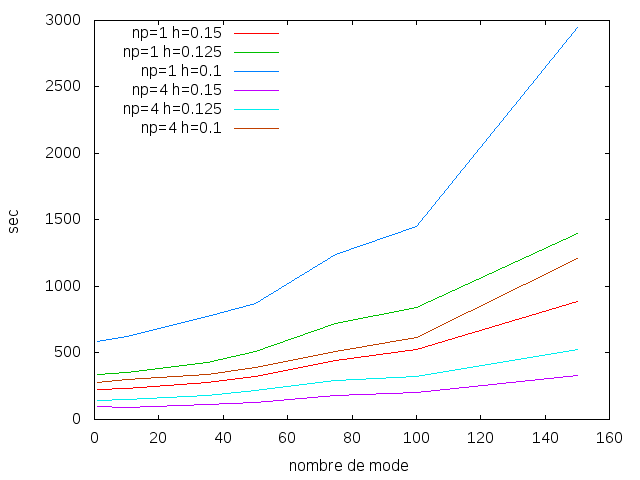 3000
2500
2000
1500
1000
500
0
sec
np=1 h=0.15
np=1 h=0.125
np=1 h=0.1
np=4 h=0.15
np=4 h=0.125
np=4 h=0.1
0 20 40 60 80 100 120 140 160
nombre de mode